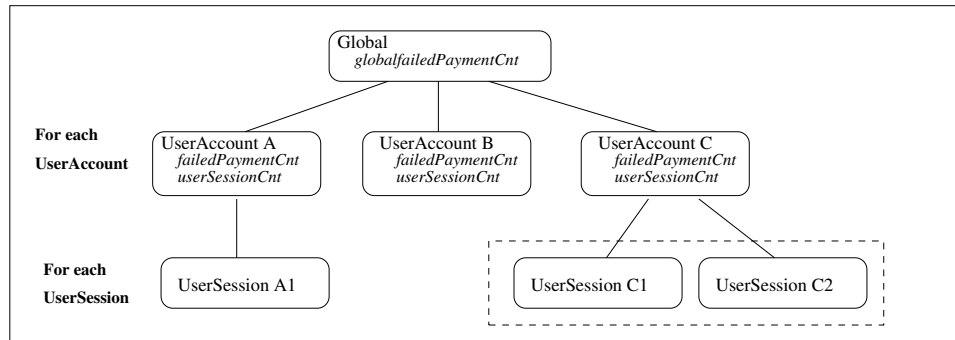 Global
globalfailedPaymentCnt
For each
UserAccount
UserAccount A
failedPaymentCnt
userSessionCnt
UserAccount B
failedPaymentCnt
userSessionCnt
UserAccount C
failedPaymentCnt
userSessionCnt
For each
UserSession
UserSession A1
UserSession C1
UserSession C2